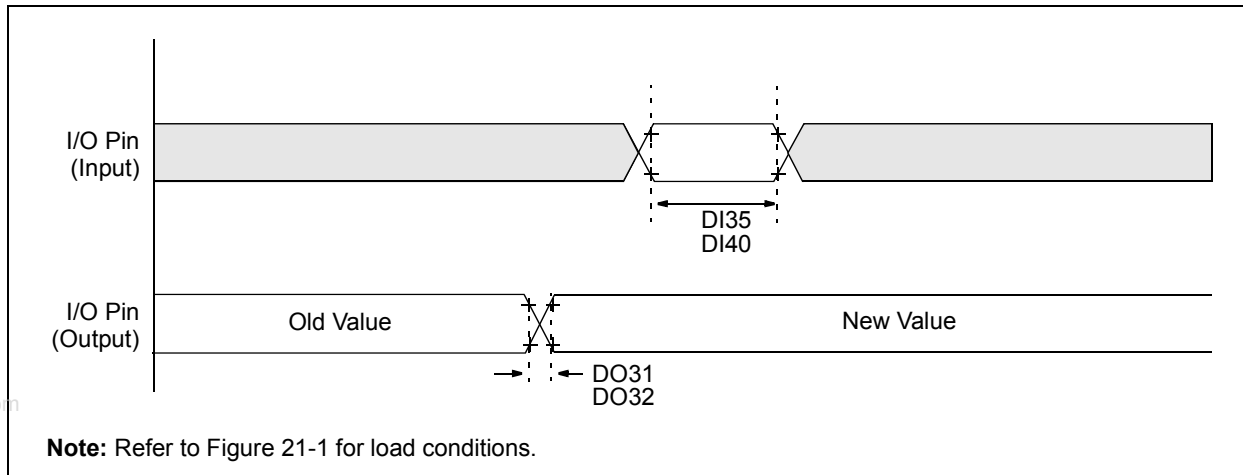 I/O Pin
(Input)
DI35
DI40
I/O Pin
(Output)
Old Value
New Value
DO31
DO32
om
Note: Refer to Figure 21-1 for load conditions.